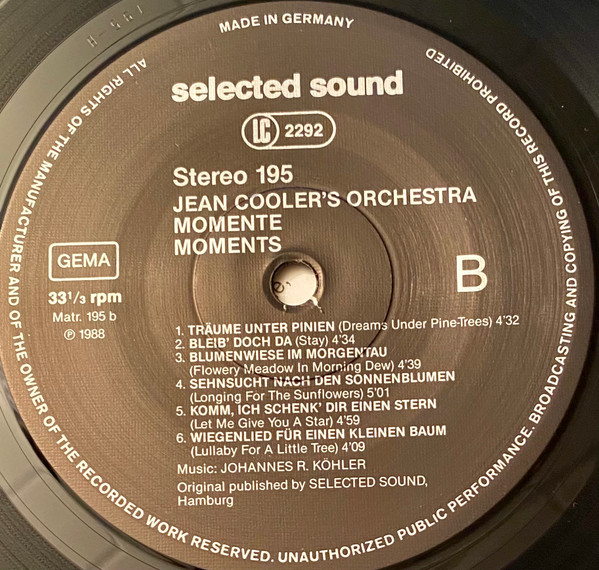 MADE IN GERMANY
ALL RIGHTS OF THE MANUFACTURER AND OF THE OWNER OF THE RECORDED WORK RESERVED. UNAUTHORIZED PUBLIC PERFORMANCE. BROADCASTING AND COPYING OF THIS RECORD PROHIBITED
selected sound
LC 2292
Stereo 195
JEAN COOLER'S ORCHESTRA
MOMENTE
MOMENTS
GEMA
33 1/3 rpm
Matr. 195 b
℗ 1988
B
1. TRÄUME UNTER PINIEN (Dreams Under Pine-Trees) 4'32
2. BLEIB' DOCH DA (Stay) 4'34
3. BLUMENWIESE IM MORGENTAU
(Flowery Meadow In Morning Dew) 4'39
4. SEHNSUCHT NACH DEN SONNENBLUMEN
(Longing For The Sunflowers) 5'01
5. KOMM, ICH SCHENK' DIR EINEN STERN
(Let Me Give You A Star) 4'59
6. WIEGENLIED FÜR EINEN KLEINEN BAUM
(Lullaby For A Little Tree) 4'09
Music: JOHANNES R. KÖHLER
Original published by SELECTED SOUND,
Hamburg